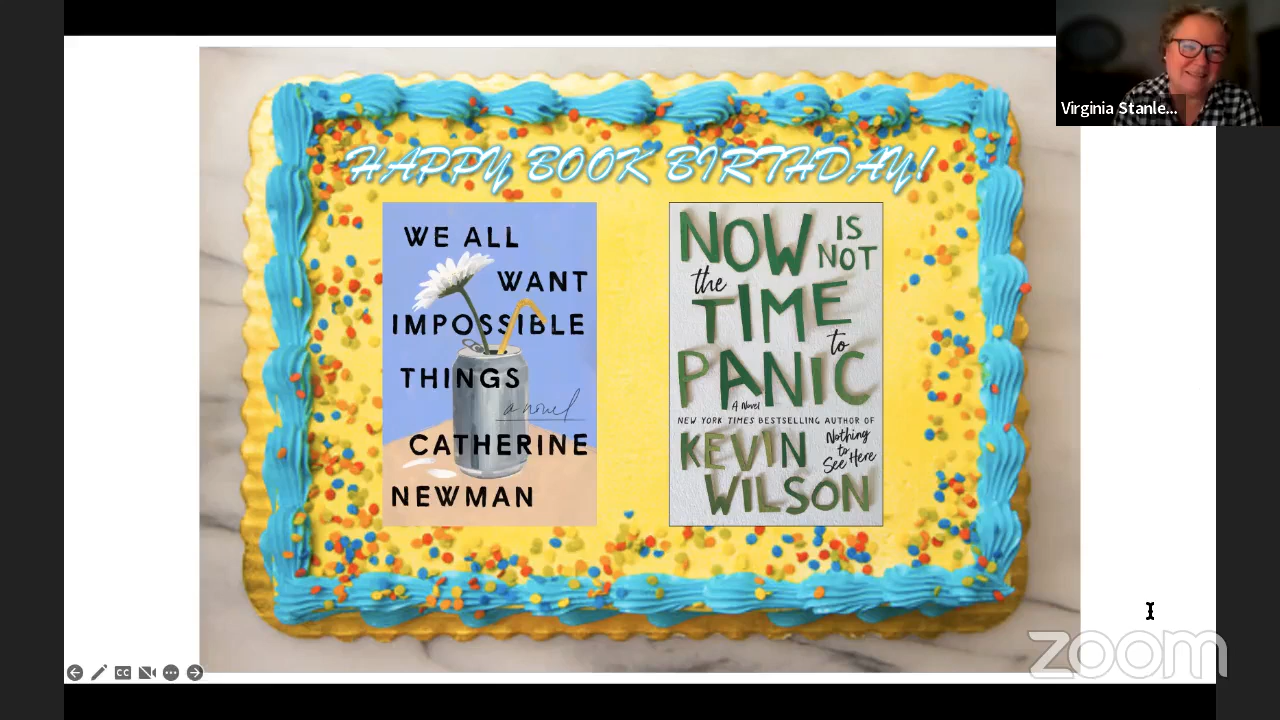 Virginia Stanle...
HAPPY BOOK BIRTHDAY!
WE ALL
WANT
IMPOSSIBLE
THINGS
a novel
CATHERINE
NEWMAN
NOW IS
NOT
the
TIME
to
PANIC
A Novel
NEW YORK TIMES BESTSELLING AUTHOR OF
KEVIN
WILSON
Nothing
to
See Here
CC
zoom